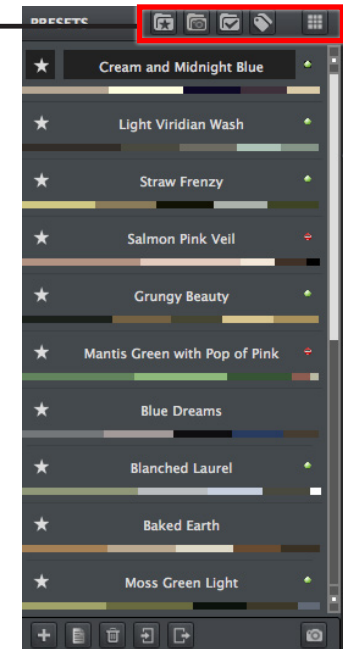 PRESETS
Cream and Midnight Blue
Light Viridian Wash
Straw Frenzy
Salmon Pink Veil
Grungy Beauty
Mantis Green with Pop of Pink
Blue Dreams
Blanched Laurel
Baked Earth
Moss Green Light